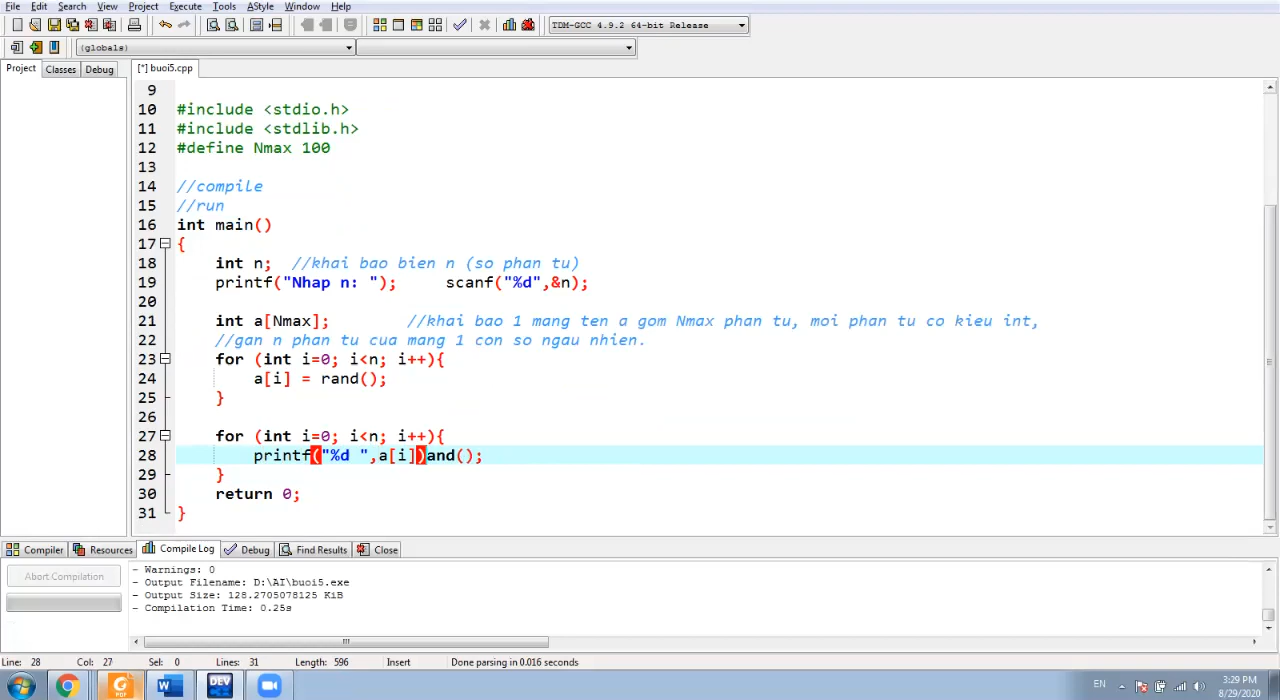 File Edit Search View Project Execute Tools AStyle Window Help
TDM-GCC 4.9.2 64-bit Release
(globals)
Project Classes Debug [*] buoi5.cpp
9
10 #include <stdio.h>
11 #include <stdlib.h>
12 #define Nmax 100
13
14 //compile
15 //run
16 int main()
17 {
18 int n; //khai bao bien n (so phan tu)
19 printf("Nhap n: "); scanf("%d",&n);
20
21 int a[Nmax]; //khai bao 1 mang ten a gom Nmax phan tu, moi phan tu co kieu int,
22 //gan n phan tu cua mang 1 con so ngau nhien.
23 for (int i=0; i<n; i++){
24 a[i] = rand();
25 }
26
27 for (int i=0; i<n; i++){
28 printf("%d ",a[i])and();
29 }
30 return 0;
31 }
Compiler Resources Compile Log Debug Find Results Close
Abort Compilation
- Warnings: 0
- Output Filename: D:\AI\buoi5.exe
- Output Size: 128.2705078125 KiB
- Compilation Time: 0.25s
Line: 28 Col: 27 Sel: 0 Lines: 31 Length: 596 Insert Done parsing in 0.016 seconds
PDF W DEV C++ EN 3:29 PM
8/29/2020